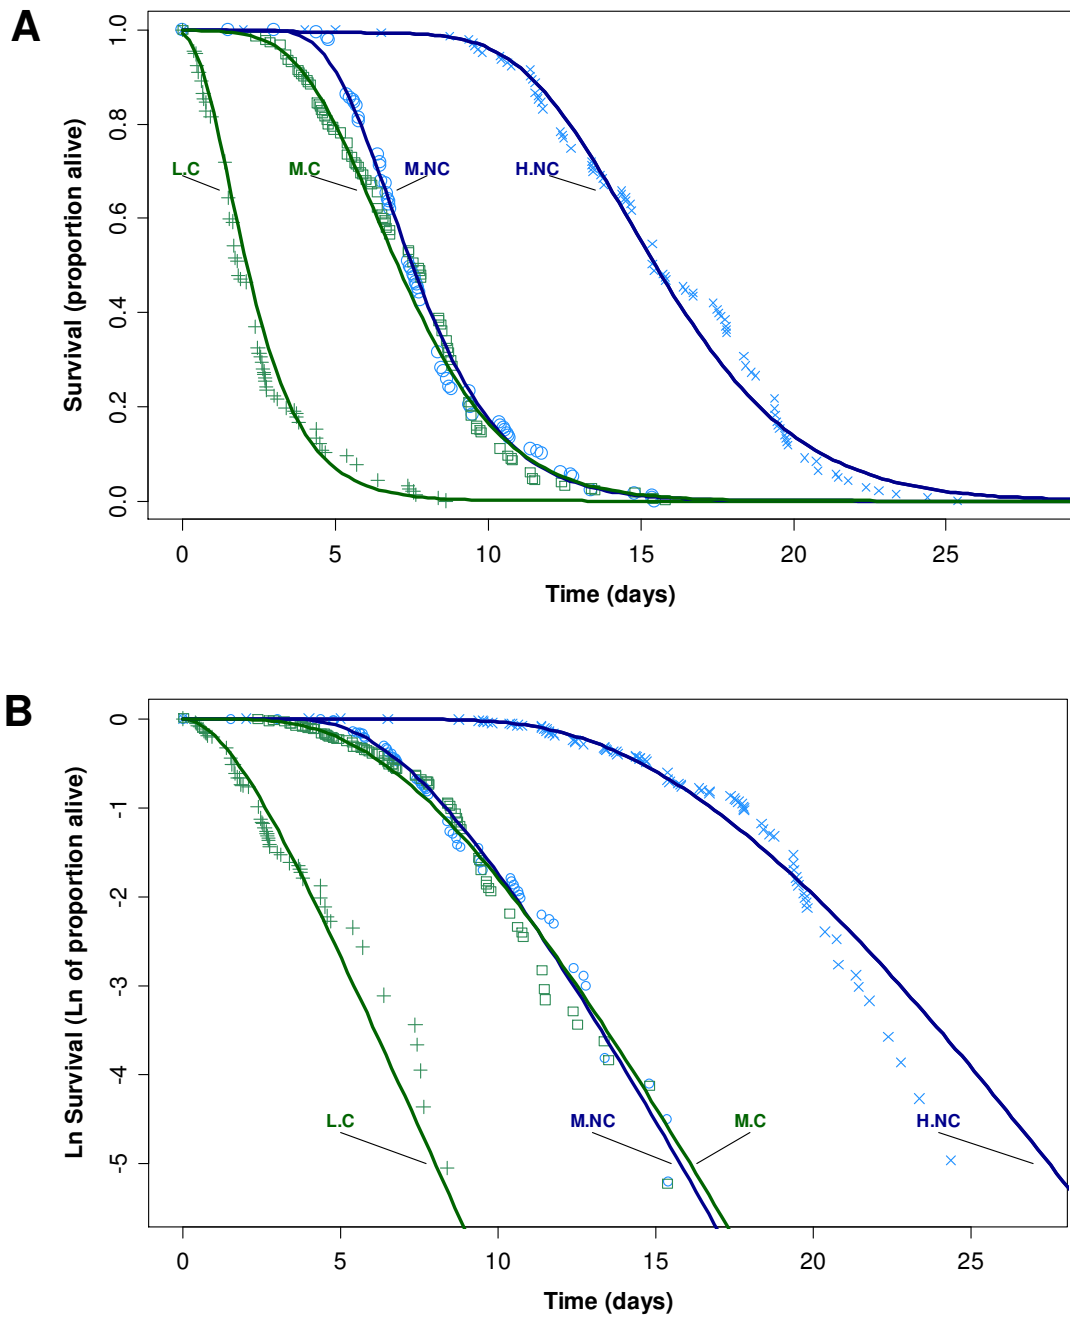 A
1.0
0.8
0.6
0.4
0.2
0.0
Survival (proportion alive)
L.C
M.C
M.NC
H.NC
0 5 10 15 20 25
Time (days)
B
0
-1
-2
-3
-4
-5
Ln Survival (Ln of proportion alive)
L.C
M.NC
M.C
H.NC
0 5 10 15 20 25
Time (days)